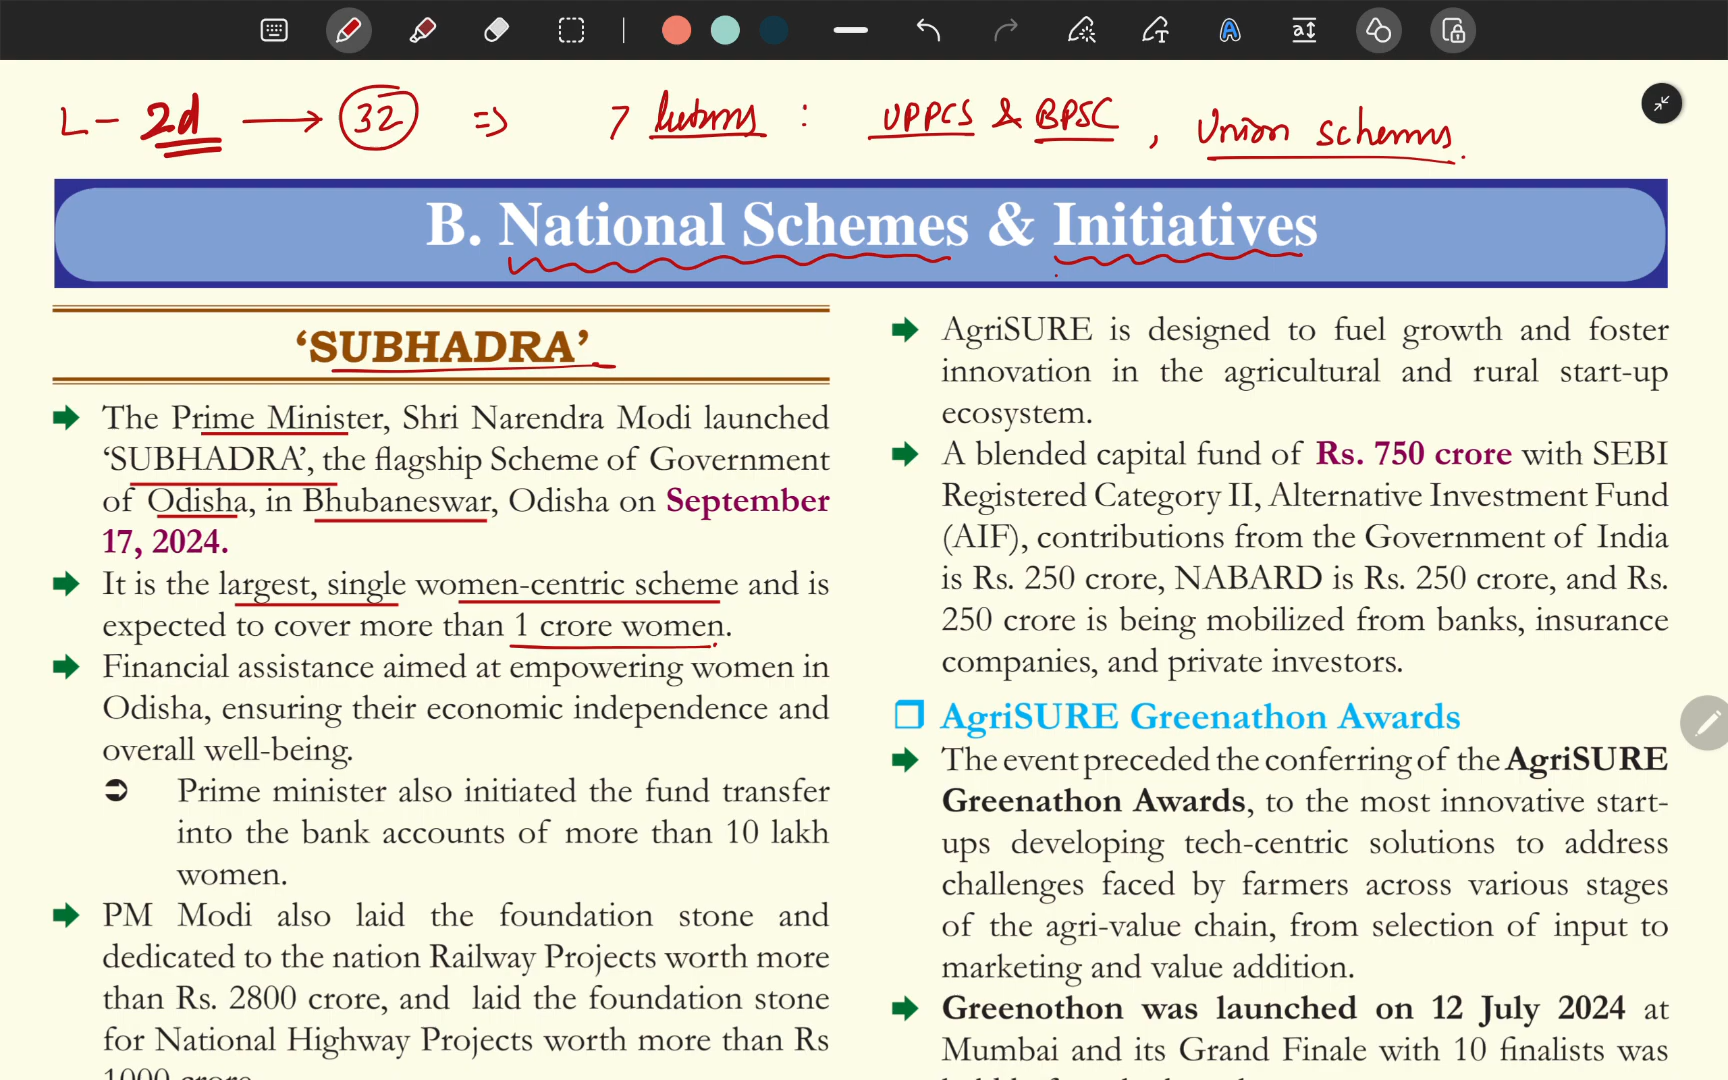 L - 2d → 32 ⇒ 7 lectures : UPPCS & BPSC , Union schemes.
B. National Schemes & Initiatives
‘SUBHADRA’
The Prime Minister, Shri Narendra Modi launched
‘SUBHADRA’, the flagship Scheme of Government
of Odisha, in Bhubaneswar, Odisha on September
17, 2024.
It is the largest, single women-centric scheme and is
expected to cover more than 1 crore women.
Financial assistance aimed at empowering women in
Odisha, ensuring their economic independence and
overall well-being.
Prime minister also initiated the fund transfer
into the bank accounts of more than 10 lakh
women.
PM Modi also laid the foundation stone and
dedicated to the nation Railway Projects worth more
than Rs. 2800 crore, and laid the foundation stone
for National Highway Projects worth more than Rs
1000 crore.
AgriSURE is designed to fuel growth and foster
innovation in the agricultural and rural start-up
ecosystem.
A blended capital fund of Rs. 750 crore with SEBI
Registered Category II, Alternative Investment Fund
(AIF), contributions from the Government of India
is Rs. 250 crore, NABARD is Rs. 250 crore, and Rs.
250 crore is being mobilized from banks, insurance
companies, and private investors.
AgriSURE Greenathon Awards
The event preceded the conferring of the AgriSURE
Greenathon Awards, to the most innovative start-
ups developing tech-centric solutions to address
challenges faced by farmers across various stages
of the agri-value chain, from selection of input to
marketing and value addition.
Greenothon was launched on 12 July 2024 at
Mumbai and its Grand Finale with 10 finalists was